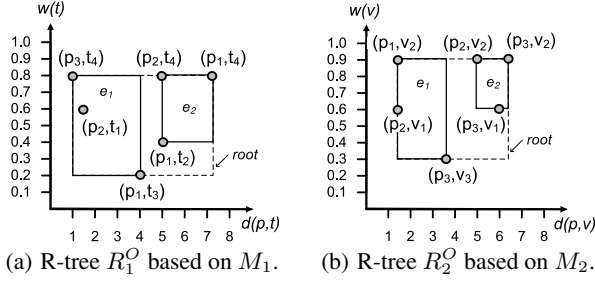 w(t)
1.0
0.9
0.8
0.7
0.6
0.5
0.4
0.3
0.2
0.1
(p3,t4)
(p2,t4)
(p1,t4)
e1
e2
(p2,t1)
(p1,t2)
(p1,t3)
root
1 2 3 4 5 6 7 8
d(p,t)
(a) R-tree R_1^O based on M1.
w(v)
1.0
0.9
0.8
0.7
0.6
0.5
0.4
0.3
0.2
0.1
(p1,v2)
(p2,v2)
(p3,v2)
e1
e2
(p2,v1)
(p3,v1)
root
(p3,v3)
1 2 3 4 5 6 7 8
d(p,v)
(b) R-tree R_2^O based on M2.